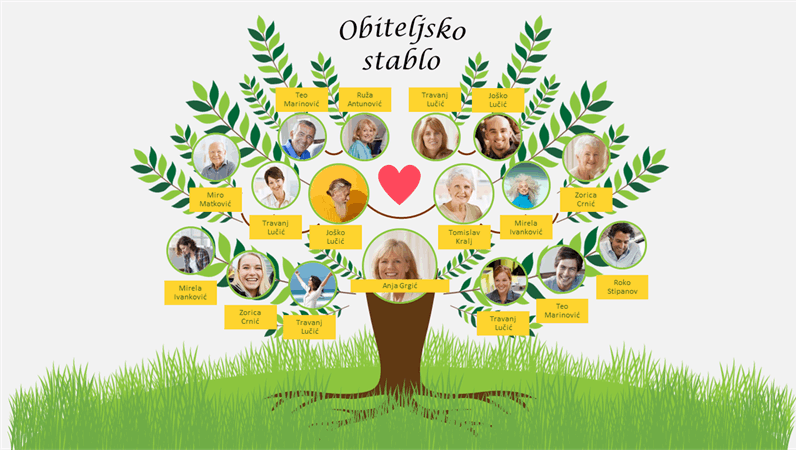 Obiteljsko
stablo
Teo
Marinović
Ruža
Antunović
Travanj
Lučić
Joško
Lučić
Miro
Matković
Travanj
Lučić
Joško
Lučić
Tomislav
Kralj
Mirela
Ivanković
Zorica
Crnić
Mirela
Ivanković
Zorica
Crnić
Travanj
Lučić
Anja Grgić
Travanj
Lučić
Teo
Marinović
Roko
Stipanov